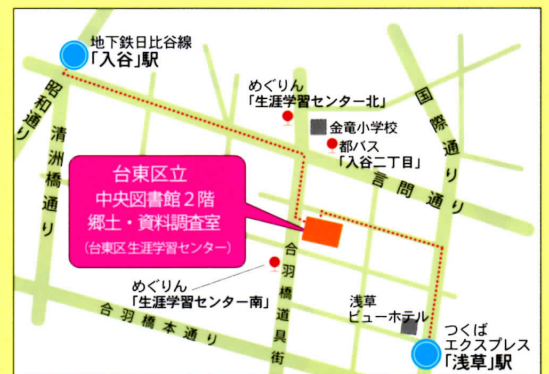 地下鉄日比谷線
「入谷」駅
昭和通り
清洲橋通り
めぐりん
「生涯学習センター北」
金竜小学校
都バス
「入谷二丁目」
国際通り
言問通り
台東区立
中央図書館２階
郷土・資料調査室
(台東区生涯学習センター)
めぐりん
「生涯学習センター南」
合羽橋道具街
合羽橋本通り
浅草
ビューホテル
つくば
エクスプレス
「浅草」駅